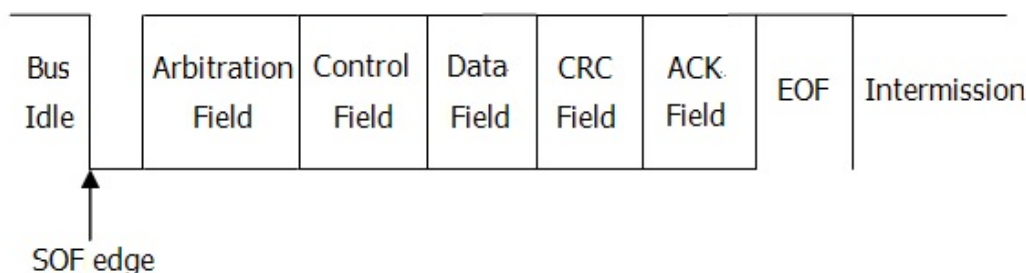 Bus
Idle
Arbitration
Field
Control
Field
Data
Field
CRC
Field
ACK
Field
EOF
Intermission
SOF edge